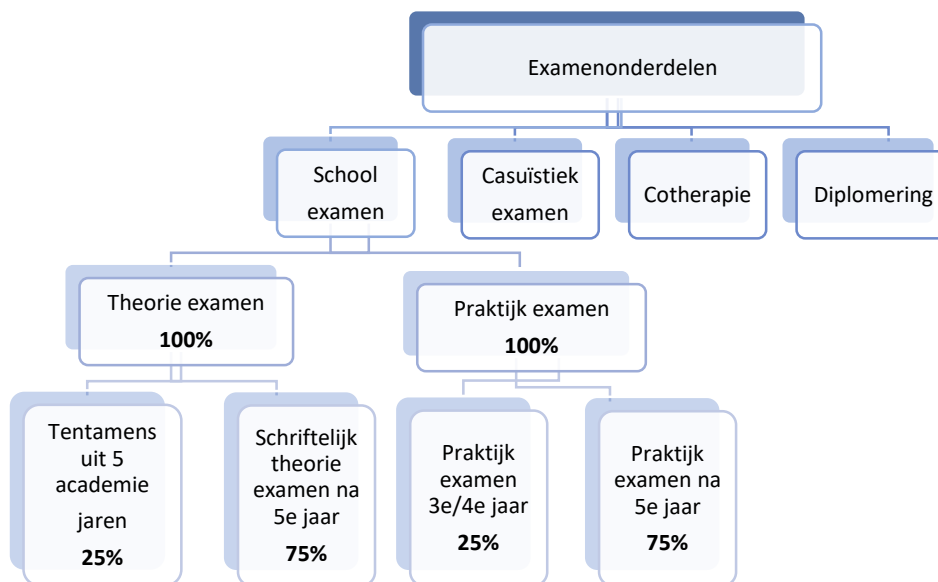 Examenonderdelen
School
examen
Casuïstiek
examen
Cotherapie
Diplomering
Theorie examen
100%
Praktijk examen
100%
Tentamens
uit 5
academie
jaren
25%
Schriftelijk
theorie
examen na
5e jaar
75%
Praktijk
examen
3e/4e jaar
25%
Praktijk
examen na
5e jaar
75%